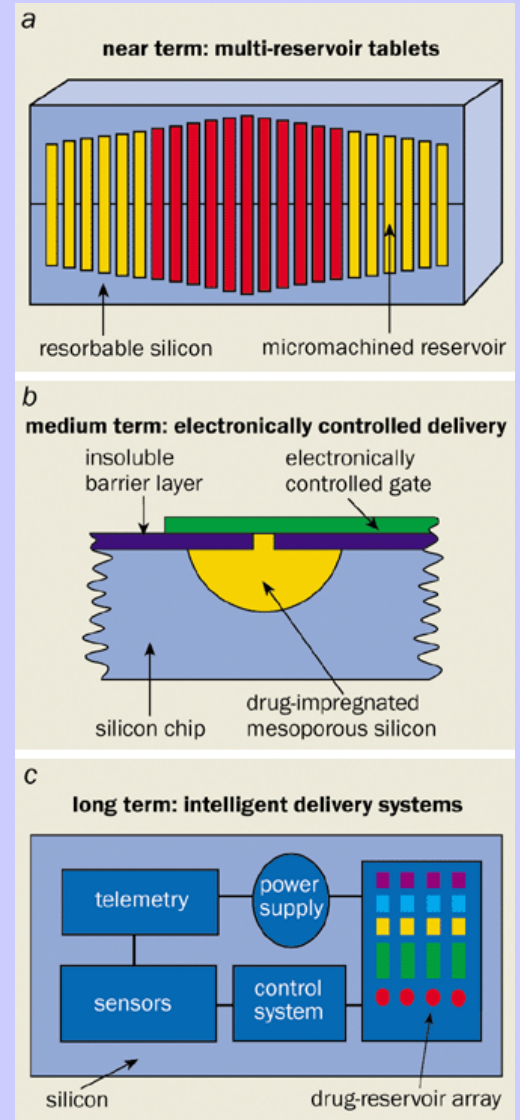 a
near term: multi-reservoir tablets
resorbable silicon
micromachined reservoir
b
medium term: electronically controlled delivery
insoluble
barrier layer
electronically
controlled gate
silicon chip
drug-impregnated
mesoporous silicon
c
long term: intelligent delivery systems
telemetry
power
supply
sensors
control
system
silicon
drug-reservoir array